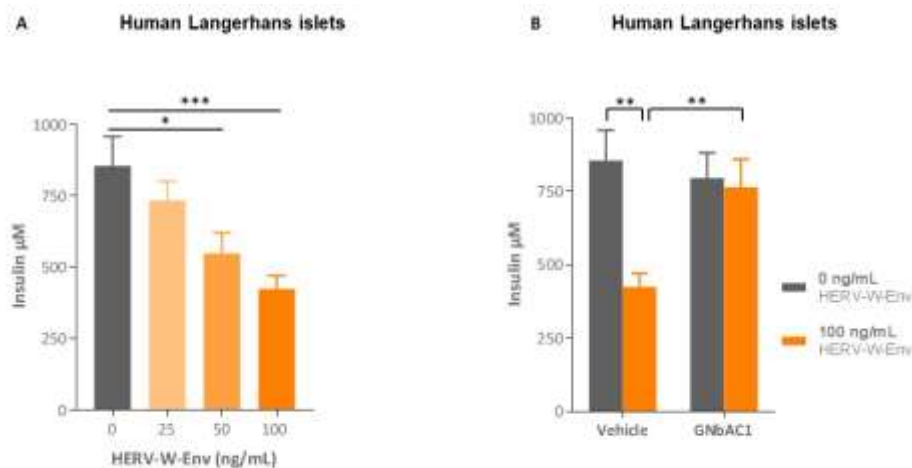 A
Human Langerhans islets
***
*
1000
750
500
250
0
Insulin µM
0 25 50 100
HERV-W-Env (ng/mL)
B
Human Langerhans islets
** **
1000
750
500
250
0
Insulin µM
Vehicle GNbAC1
0 ng/mL
HERV-W-Env
100 ng/mL
HERV-W-Env